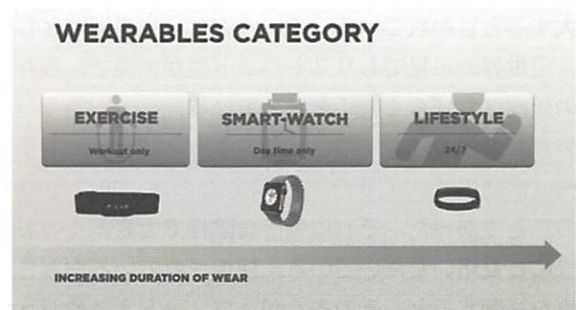 WEARABLES CATEGORY
EXERCISE
Workout only
SMART-WATCH
Day time only
LIFESTYLE
24/7
INCREASING DURATION OF WEAR